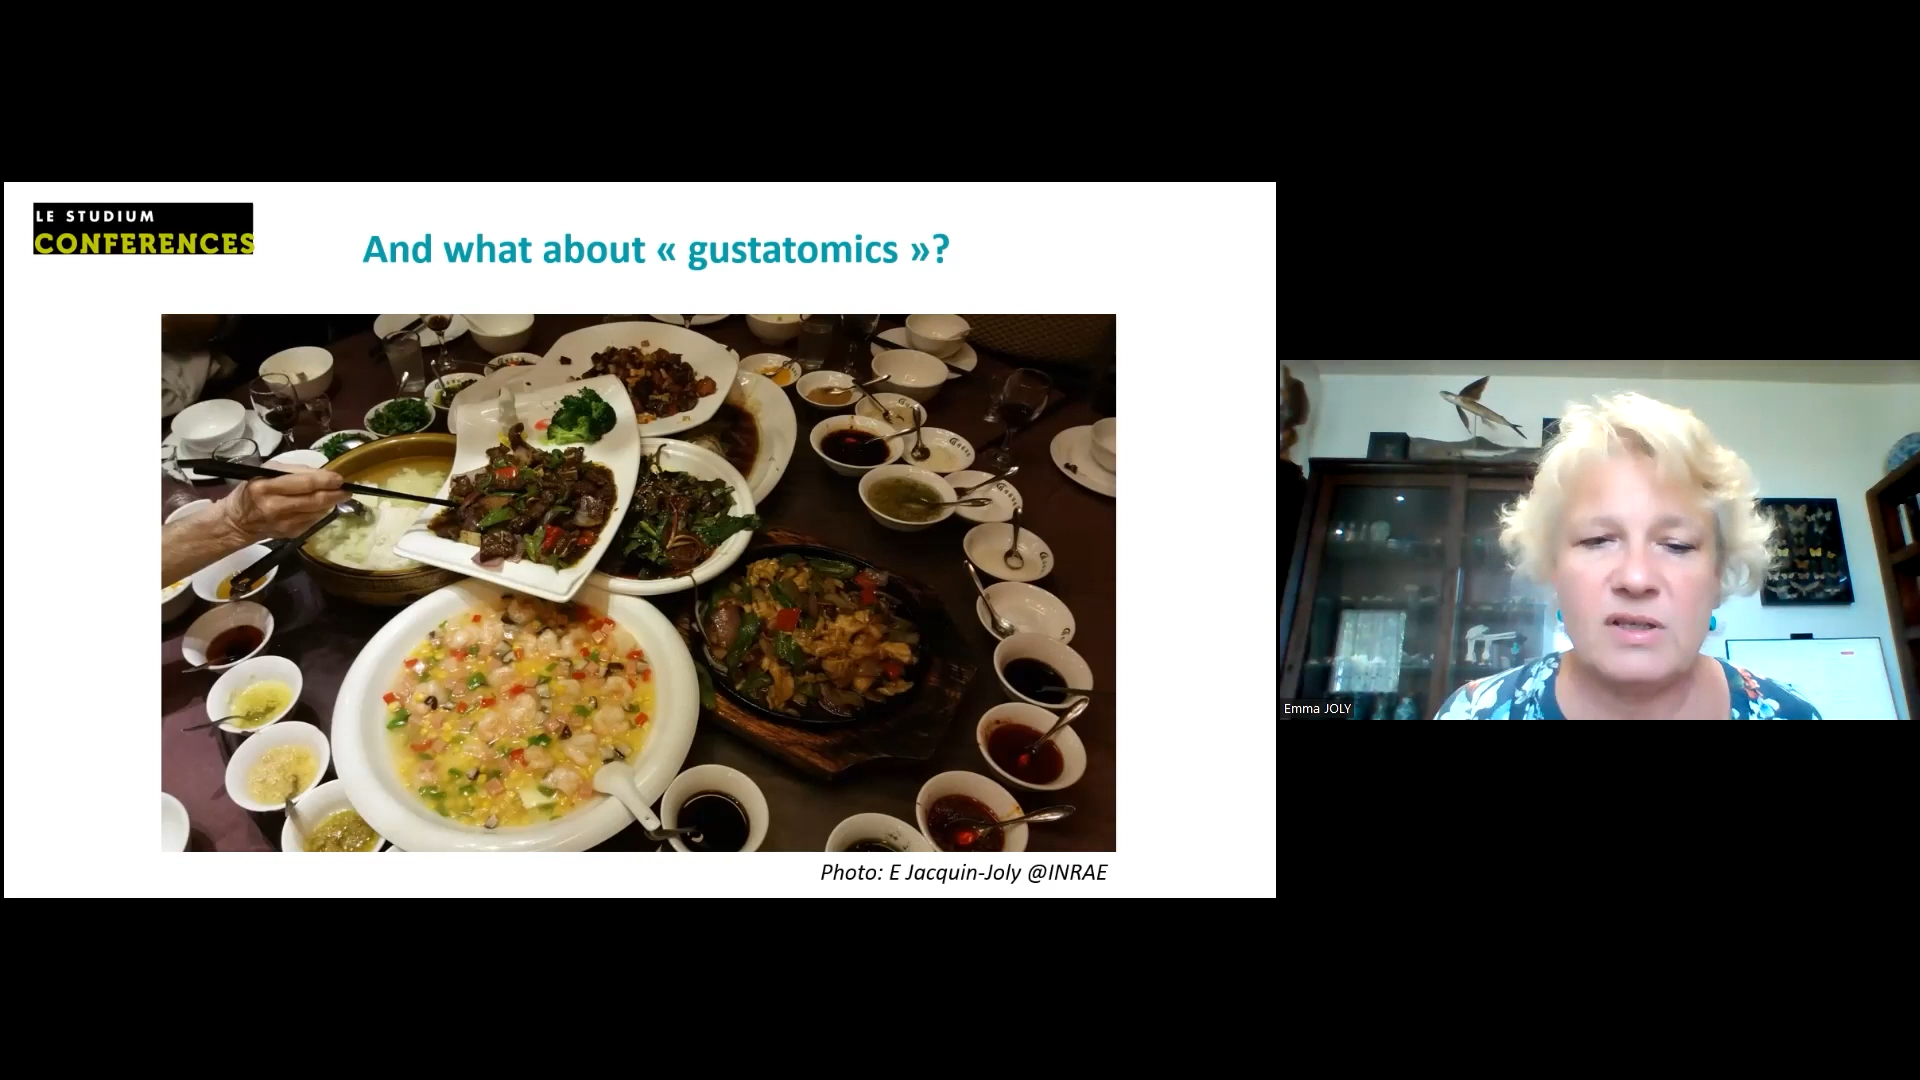 LE STUDIUM
CONFERENCES
And what about « gustatomics »?
Photo: E Jacquin-Joly @INRAE
Emma JOLY